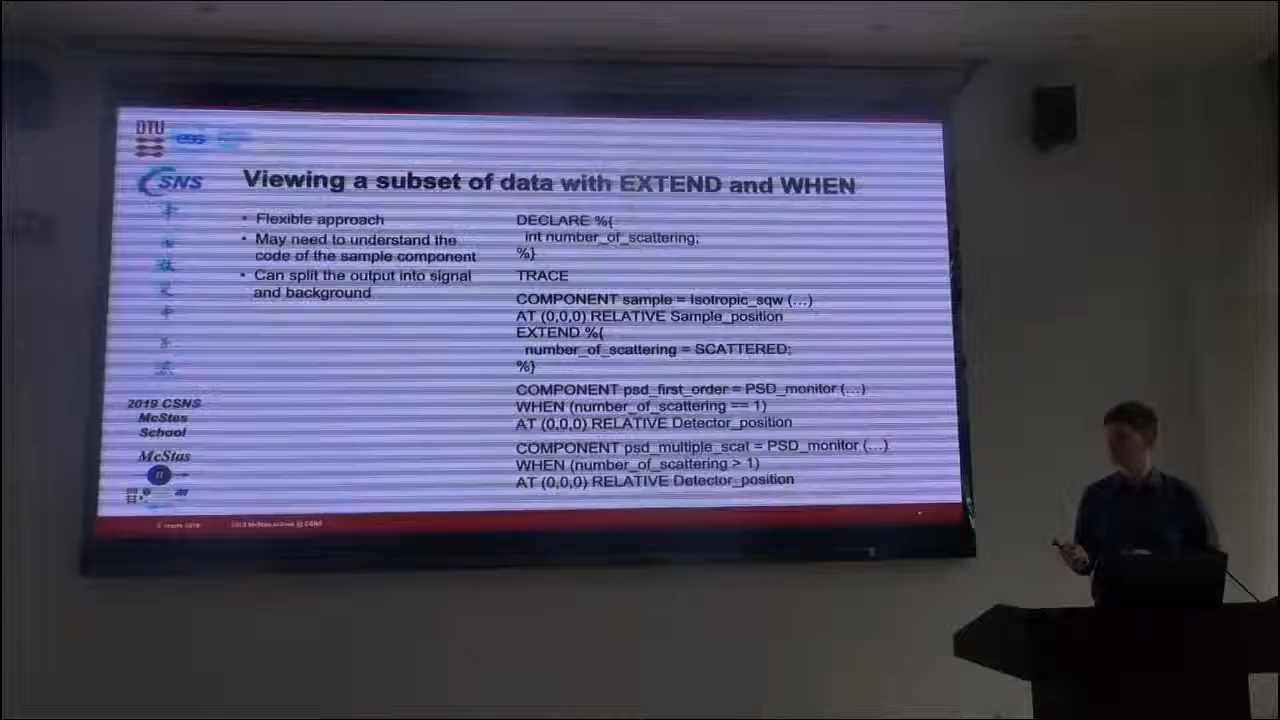 DTU
ess
CSNS
Viewing a subset of data with EXTEND and WHEN
• Flexible approach
• May need to understand the
code of the sample component
• Can split the output into signal
and background
DECLARE %{
int number_of_scattering;
%}
TRACE
COMPONENT sample = Isotropic_sqw (...)
AT (0,0,0) RELATIVE Sample_position
EXTEND %{
number_of_scattering = SCATTERED;
%}
COMPONENT psd_first_order = PSD_monitor (...)
WHEN (number_of_scattering == 1)
AT (0,0,0) RELATIVE Detector_position
COMPONENT psd_multiple_scat = PSD_monitor (...)
WHEN (number_of_scattering > 1)
AT (0,0,0) RELATIVE Detector_position
2019 CSNS
McStas
School
McStas
2019 McStas school @ CSNS